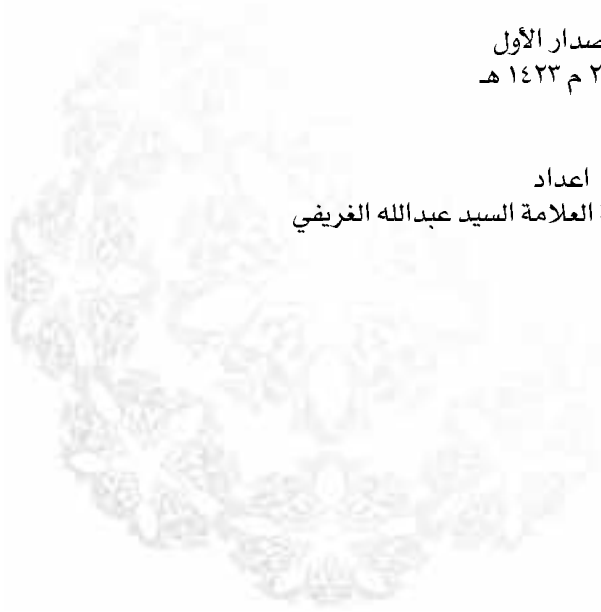 صدار الأول
٢ م ١٤٢٣ هـ
اعداد
العلامة السيد عبدالله الغريفي